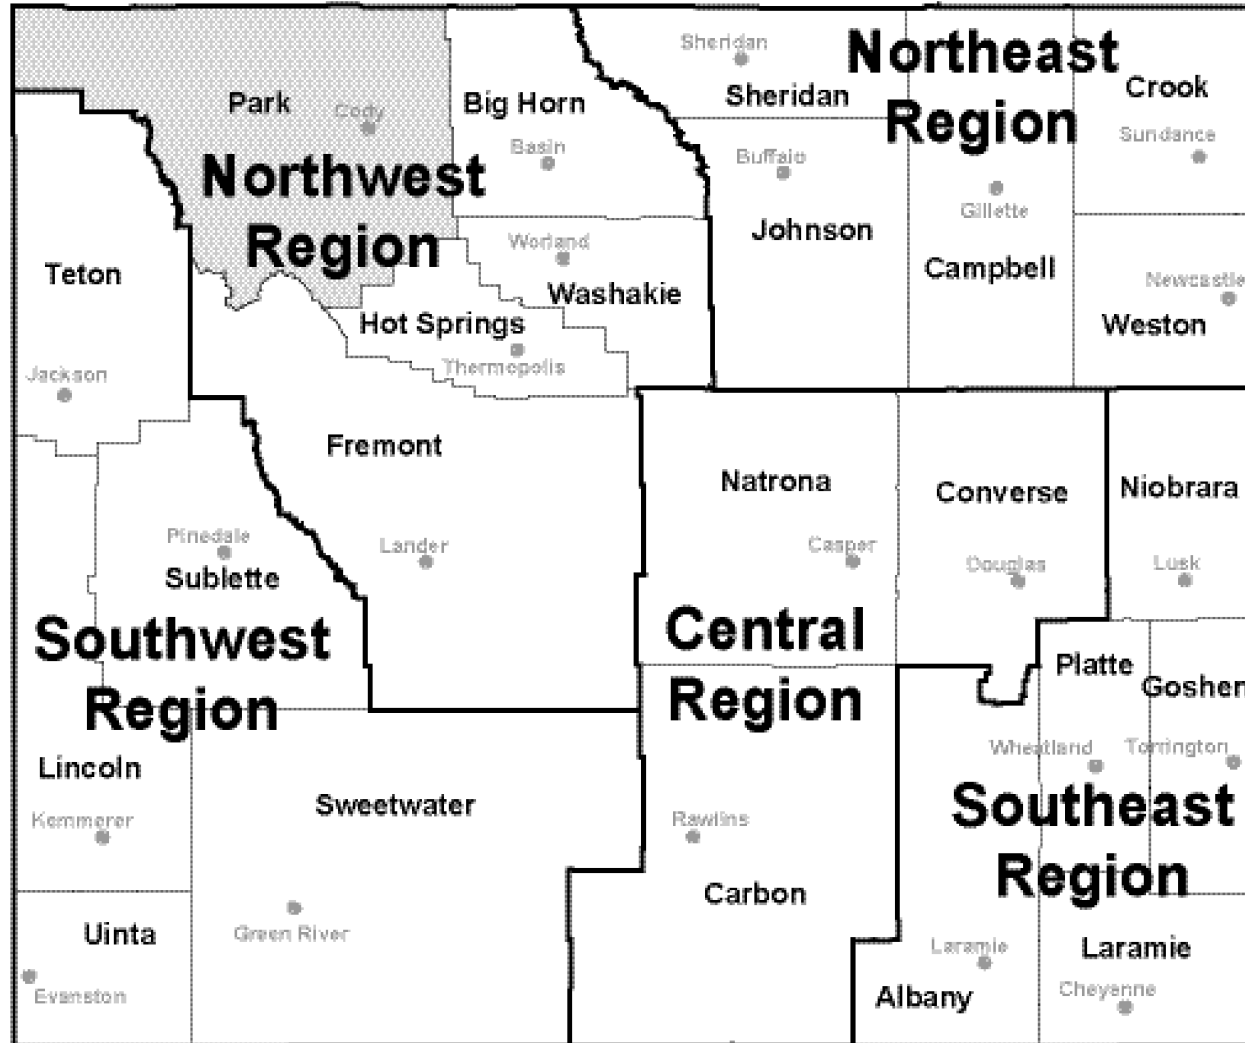 Sheridan
Northeast
Region
Park
Cody
Big Horn
Sheridan
Crook
Basin
Buffalo
Sundance
Northwest
Region
Gillette
Johnson
Worland
Teton
Campbell
Washakie
Newcastle
Hot Springs
Weston
Thermopolis
Jackson
Fremont
Natrona
Converse
Niobrara
Pinedale
Lander
Casper
Douglas
Lusk
Sublette
Southwest
Region
Central
Region
Platte
Goshen
Wheatland
Torrington
Lincoln
Sweetwater
Southeast
Region
Kemmerer
Rawlins
Carbon
Uinta
Green River
Laramie
Laramie
Evanston
Albany
Cheyenne